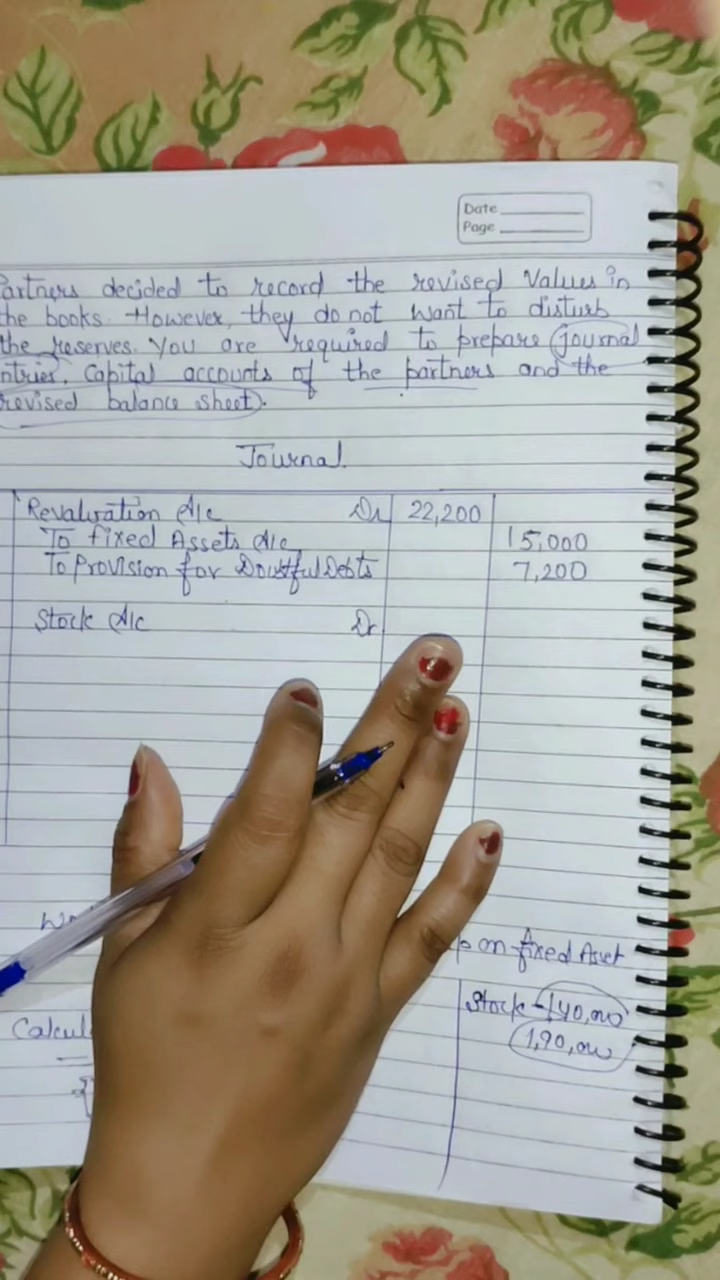 Date
Page
Partners decided to record the revised values in
the books. However, they do not want to disturb
the reserves. You are required to prepare journal
ntries, Capital accounts of the partners and the
revised balance sheet.
Journal.
Revaluation A/c Dr 22,200
To fixed Assets A/c 15,000
To Provision for Doubtful Debts 7,200
Stock A/c Dr.
on fixed Asset
Stock - 140,000
1,90,000
Calcul